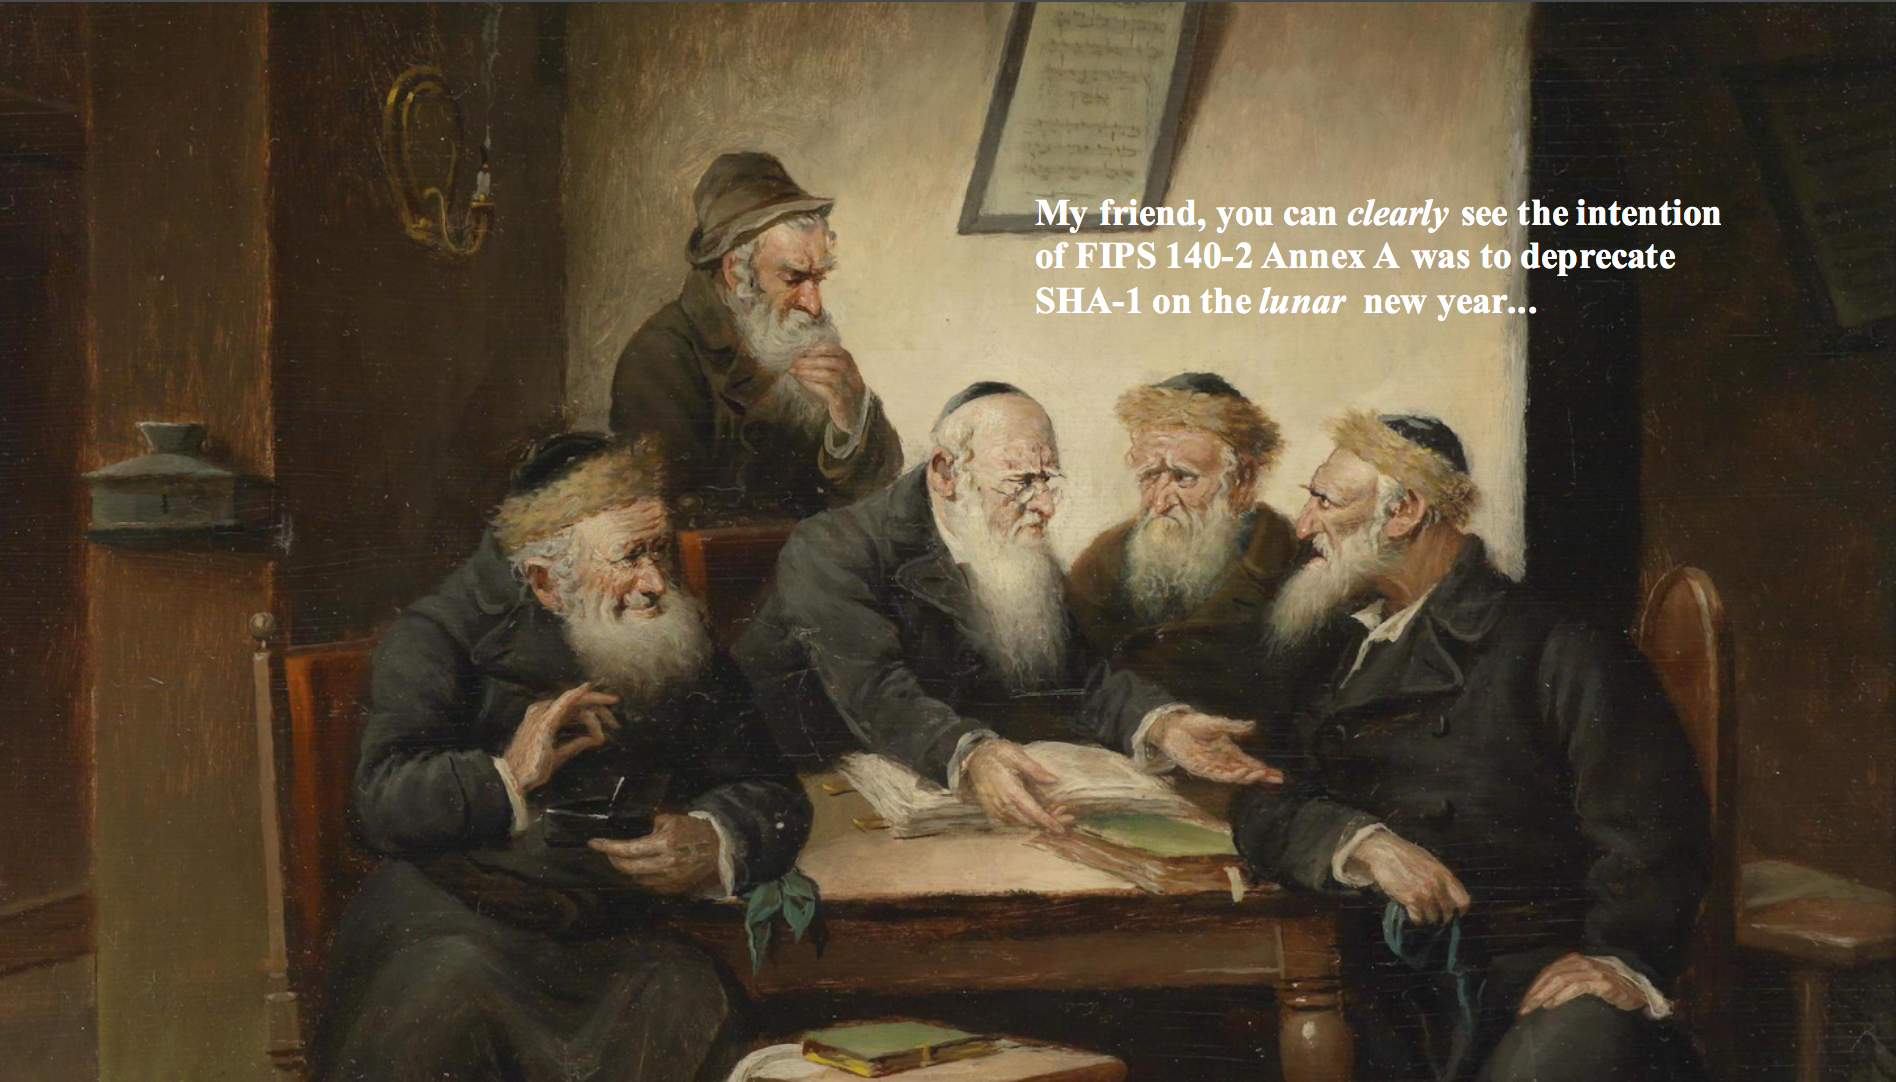 My friend, you can clearly see the intention
of FIPS 140-2 Annex A was to deprecate
SHA-1 on the lunar new year...